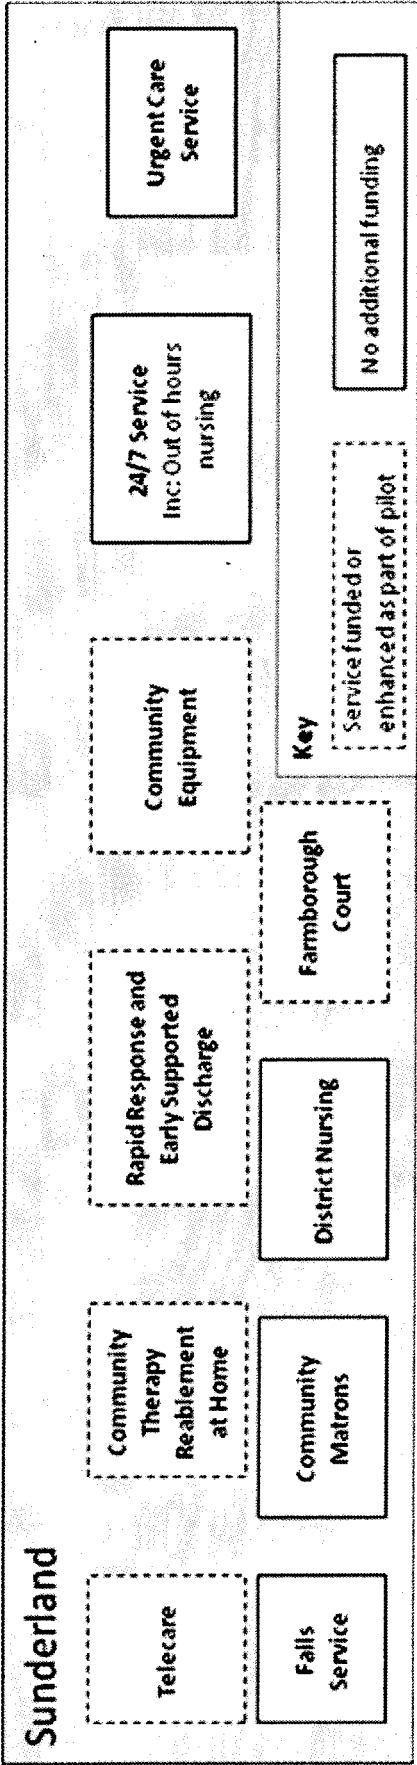 Sunderland
Telecare
Community
Therapy
Reablement
at Home
Rapid Response and
Early Supported
Discharge
Community
Equipment
24/7 Service
Inc: Out of hours
nursing
Urgent Care
Service
Falls
Service
Community
Matrons
District Nursing
Farmborough
Court
Key
Service funded or
enhanced as part of pilot
No additional funding